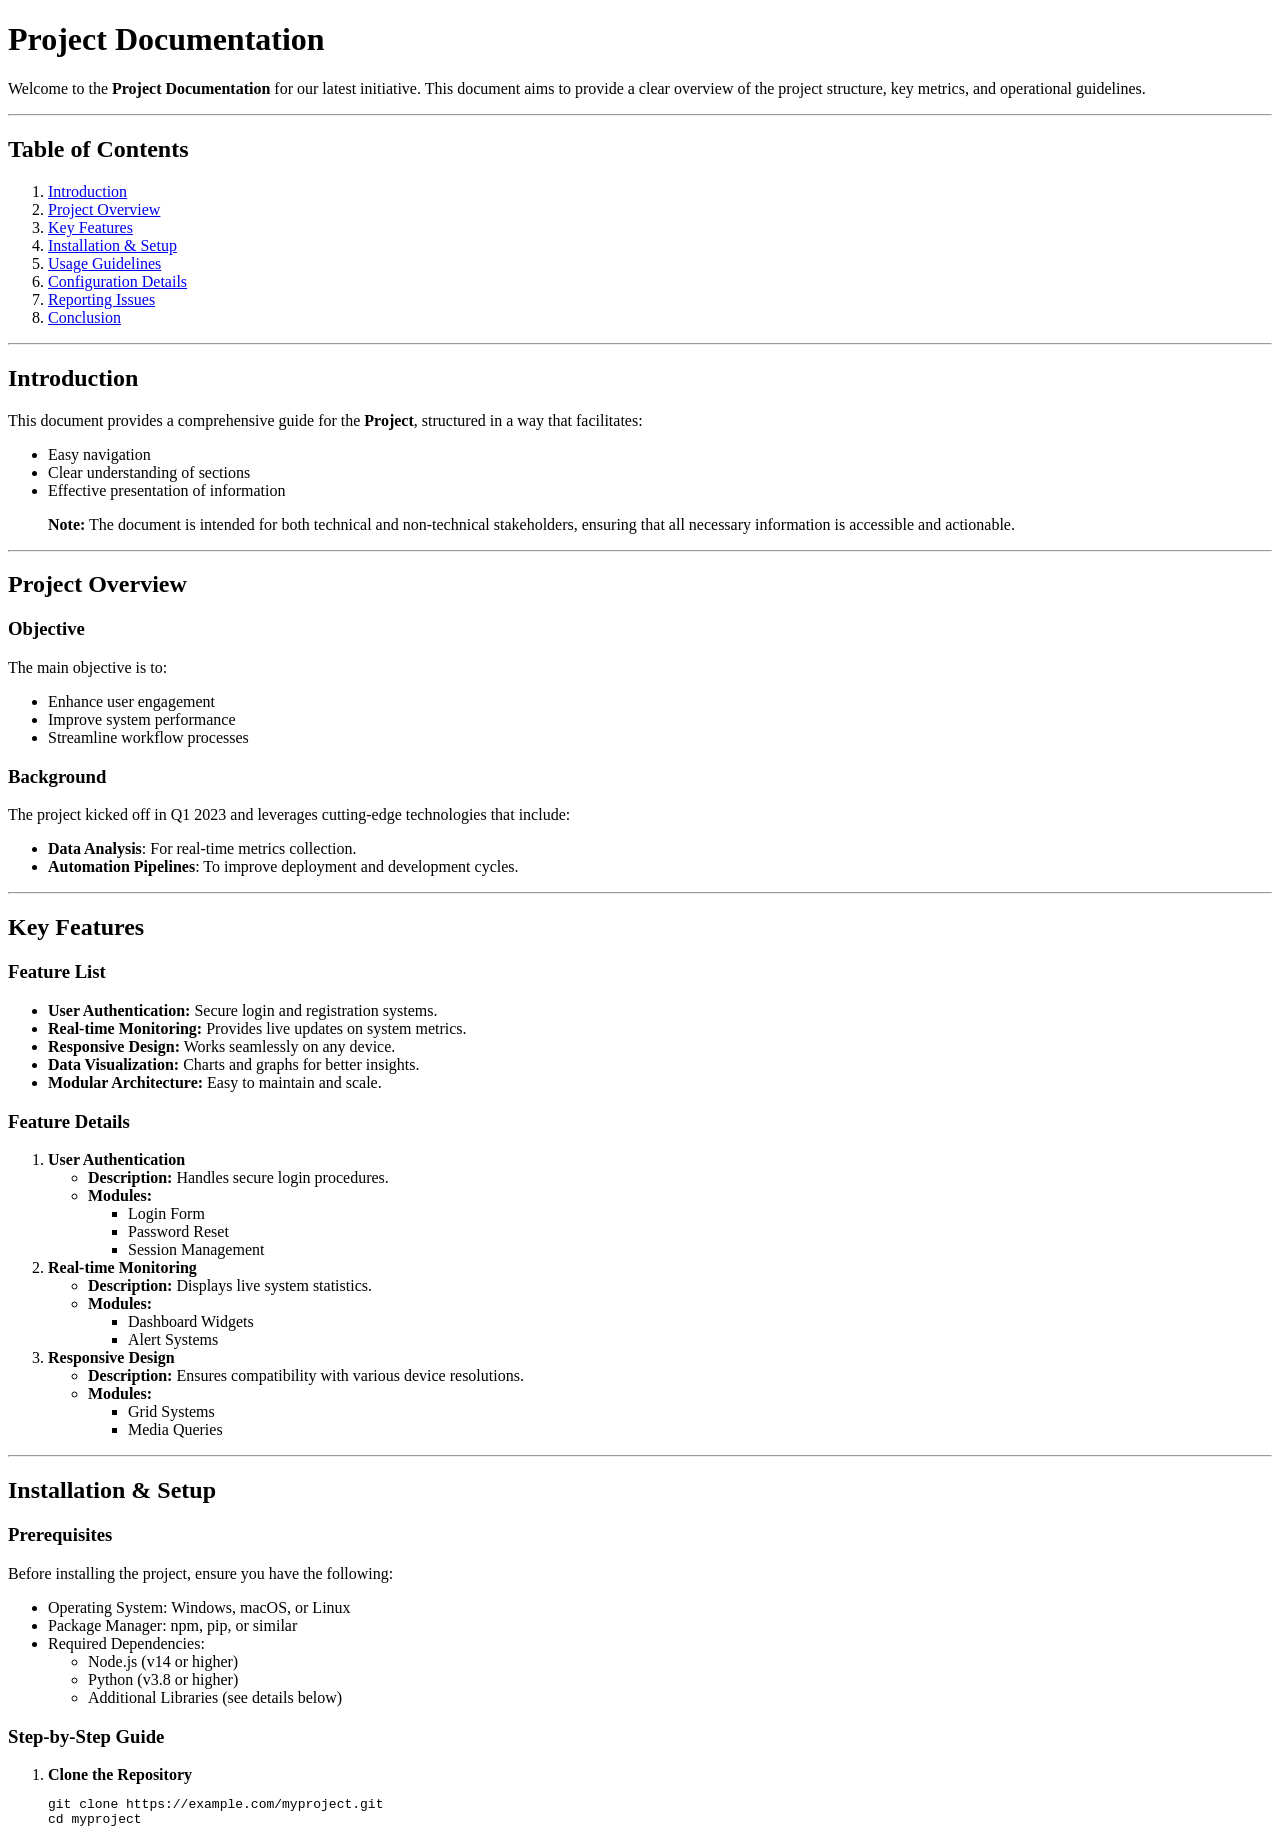 Project Documentation
Welcome to the Project Documentation for our latest initiative. This document aims to provide a clear overview of the project structure, key metrics, and operational guidelines.
Table of Contents
1. Introduction
2. Project Overview
3. Key Features
4. Installation & Setup
5. Usage Guidelines
6. Configuration Details
7. Reporting Issues
8. Conclusion
Introduction
This document provides a comprehensive guide for the Project, structured in a way that facilitates:
• Easy navigation
• Clear understanding of sections
• Effective presentation of information
Note: The document is intended for both technical and non-technical stakeholders, ensuring that all necessary information is accessible and actionable.
Project Overview
Objective
The main objective is to:
• Enhance user engagement
• Improve system performance
• Streamline workflow processes
Background
The project kicked off in Q1 2023 and leverages cutting-edge technologies that include:
• Data Analysis: For real-time metrics collection.
• Automation Pipelines: To improve deployment and development cycles.
Key Features
Feature List
• User Authentication: Secure login and registration systems.
• Real-time Monitoring: Provides live updates on system metrics.
• Responsive Design: Works seamlessly on any device.
• Data Visualization: Charts and graphs for better insights.
• Modular Architecture: Easy to maintain and scale.
Feature Details
1. User Authentication
◦ Description: Handles secure login procedures.
◦ Modules:
▪ Login Form
▪ Password Reset
▪ Session Management
2. Real-time Monitoring
◦ Description: Displays live system statistics.
◦ Modules:
▪ Dashboard Widgets
▪ Alert Systems
3. Responsive Design
◦ Description: Ensures compatibility with various device resolutions.
◦ Modules:
▪ Grid Systems
▪ Media Queries
Installation & Setup
Prerequisites
Before installing the project, ensure you have the following:
• Operating System: Windows, macOS, or Linux
• Package Manager: npm, pip, or similar
• Required Dependencies:
◦ Node.js (v14 or higher)
◦ Python (v3.8 or higher)
◦ Additional Libraries (see details below)
Step-by-Step Guide
1. Clone the Repository
git clone https://example.com/myproject.git
cd myproject